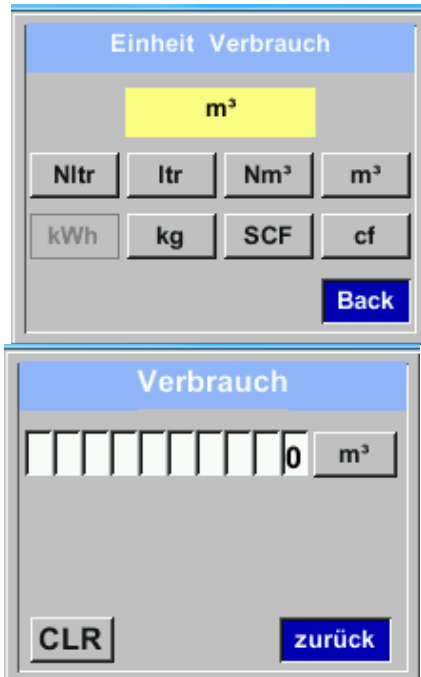 Einheit Verbrauch
m³
Nltr ltr Nm³ m³
kWh kg SCF cf
Back
Verbrauch
0 m³
CLR zurück